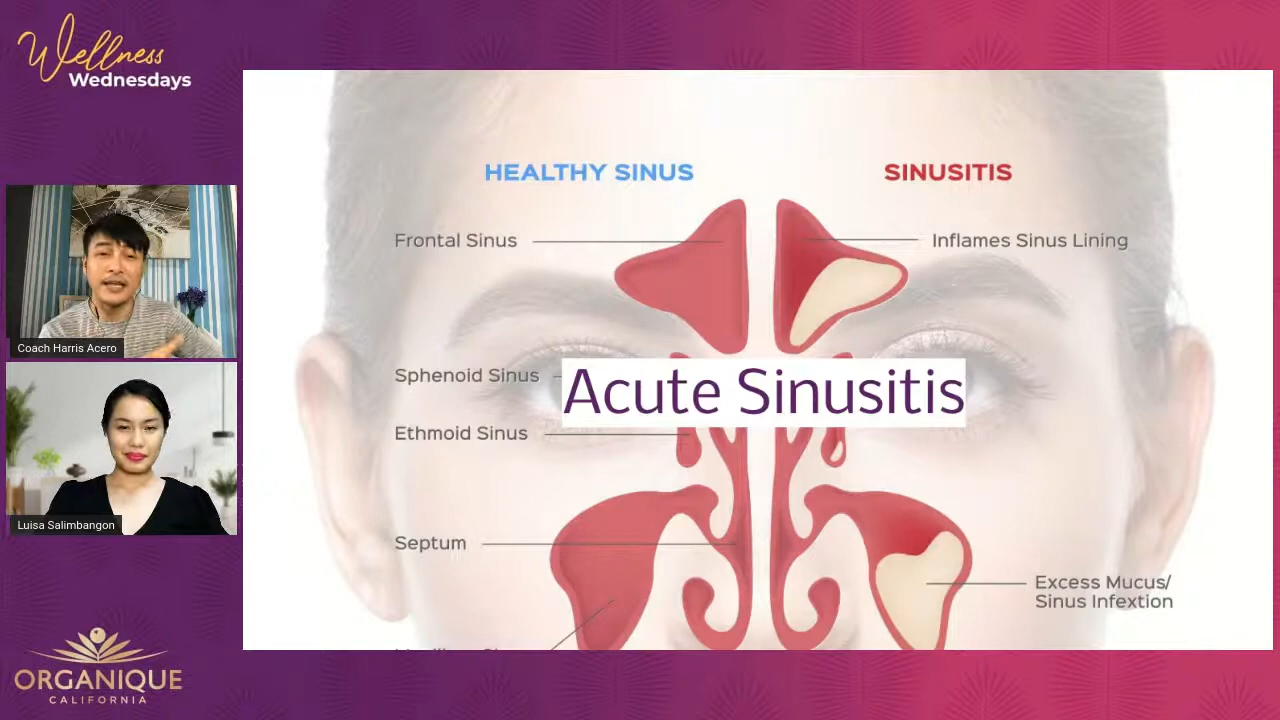 Wellness
Wednesdays
HEALTHY SINUS
SINUSITIS
Frontal Sinus
Inflames Sinus Lining
Coach Harris Acero
Sphenoid Sinus
Acute Sinusitis
Ethmoid Sinus
Luisa Salimbangon
Septum
Excess Mucus/
Sinus Infextion
ORGANIQUE
CALIFORNIA